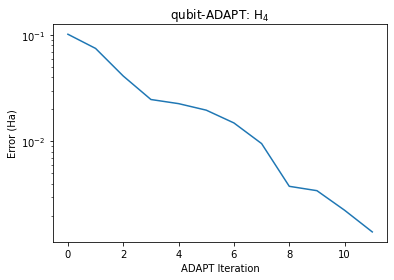 qubit-ADAPT: H₄
10⁻¹
10⁻²
Error (Ha)
0 2 4 6 8 10
ADAPT Iteration